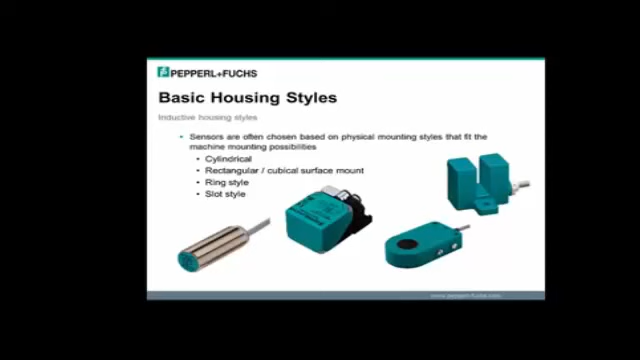 PEPPERL+FUCHS
Basic Housing Styles
Inductive housing styles
• Sensors are often chosen based on physical mounting styles that fit the
machine mounting possibilities
• Cylindrical
• Rectangular / cubical surface mount
• Ring style
• Slot style
www.pepperl-fuchs.com